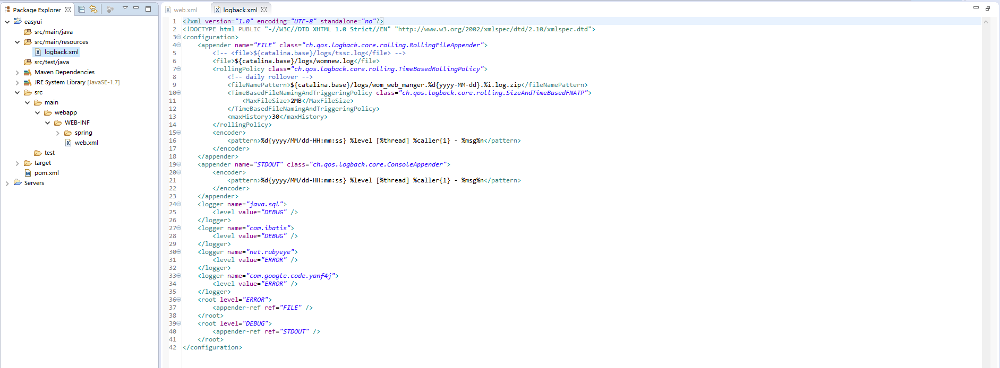 Package Explorer
easyui
src/main/java
src/main/resources
logback.xml
src/test/java
Maven Dependencies
JRE System Library [JavaSE-1.7]
src
main
webapp
WEB-INF
spring
web.xml
test
target
pom.xml
Servers
web.xml
logback.xml
1 <?xml version="1.0" encoding="UTF-8" standalone="no"?>
2 <!DOCTYPE html PUBLIC "-//W3C//DTD XHTML 1.0 Strict//EN" "http://www.w3.org/2002/xmlspec/dtd/2.10/xmlspec.dtd">
3 <configuration>
4 <appender name="FILE" class="ch.qos.logback.core.rolling.RollingFileAppender">
5 <!-- <file>${catalina.base}/logs/tssc.log</file> -->
6 <file>${catalina.base}/logs/womnew.log</file>
7 <rollingPolicy class="ch.qos.logback.core.rolling.TimeBasedRollingPolicy">
8 <!-- daily rollover -->
9 <fileNamePattern>${catalina.base}/logs/wom_web_manger.%d{yyyy-MM-dd}.%i.log.zip</fileNamePattern>
10 <TimeBasedFileNamingAndTriggeringPolicy class="ch.qos.logback.core.rolling.SizeAndTimeBasedFNATP">
11 <MaxFileSize>2MB</MaxFileSize>
12 </TimeBasedFileNamingAndTriggeringPolicy>
13 <maxHistory>30</maxHistory>
14 </rollingPolicy>
15 <encoder>
16 <pattern>%d{yyyy/MM/dd-HH:mm:ss} %level [%thread] %caller{1} - %msg%n</pattern>
17 </encoder>
18 </appender>
19 <appender name="STDOUT" class="ch.qos.logback.core.ConsoleAppender">
20 <encoder>
21 <pattern>%d{yyyy/MM/dd-HH:mm:ss} %level [%thread] %caller{1} - %msg%n</pattern>
22 </encoder>
23 </appender>
24 <logger name="java.sql">
25 <level value="DEBUG" />
26 </logger>
27 <logger name="com.ibatis">
28 <level value="DEBUG" />
29 </logger>
30 <logger name="net.rubyeye">
31 <level value="ERROR" />
32 </logger>
33 <logger name="com.google.code.yanf4j">
34 <level value="ERROR" />
35 </logger>
36 <root level="ERROR">
37 <appender-ref ref="FILE" />
38 </root>
39 <root level="DEBUG">
40 <appender-ref ref="STDOUT" />
41 </root>
42 </configuration>